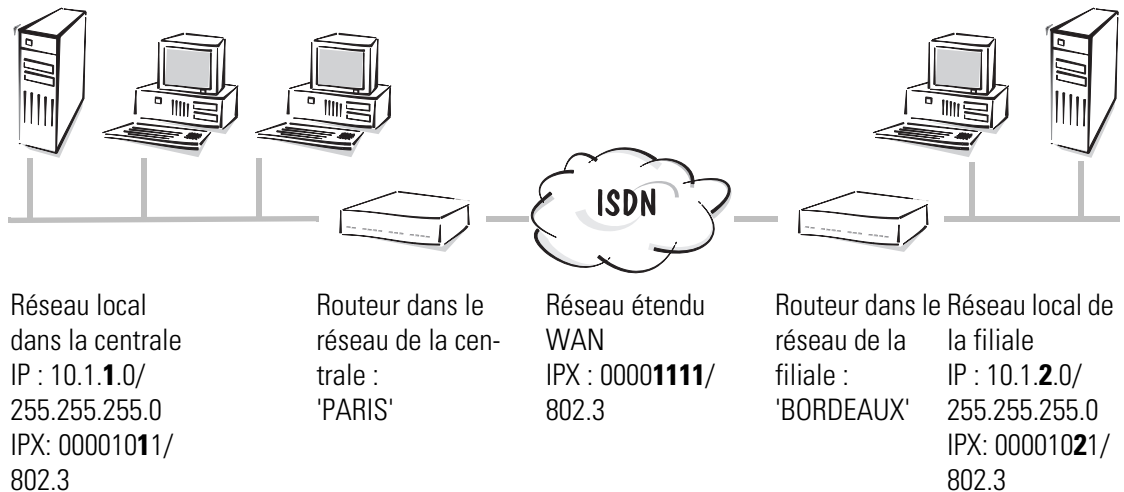 ISDN
Réseau local
dans la centrale
IP : 10.1.1.0/
255.255.255.0
IPX: 00001011/
802.3
Routeur dans le
réseau de la cen-
trale :
'PARIS'
Réseau étendu
WAN
IPX : 00001111/
802.3
Routeur dans le
réseau de la
filiale :
'BORDEAUX'
Réseau local de
la filiale
IP : 10.1.2.0/
255.255.255.0
IPX: 00001021/
802.3